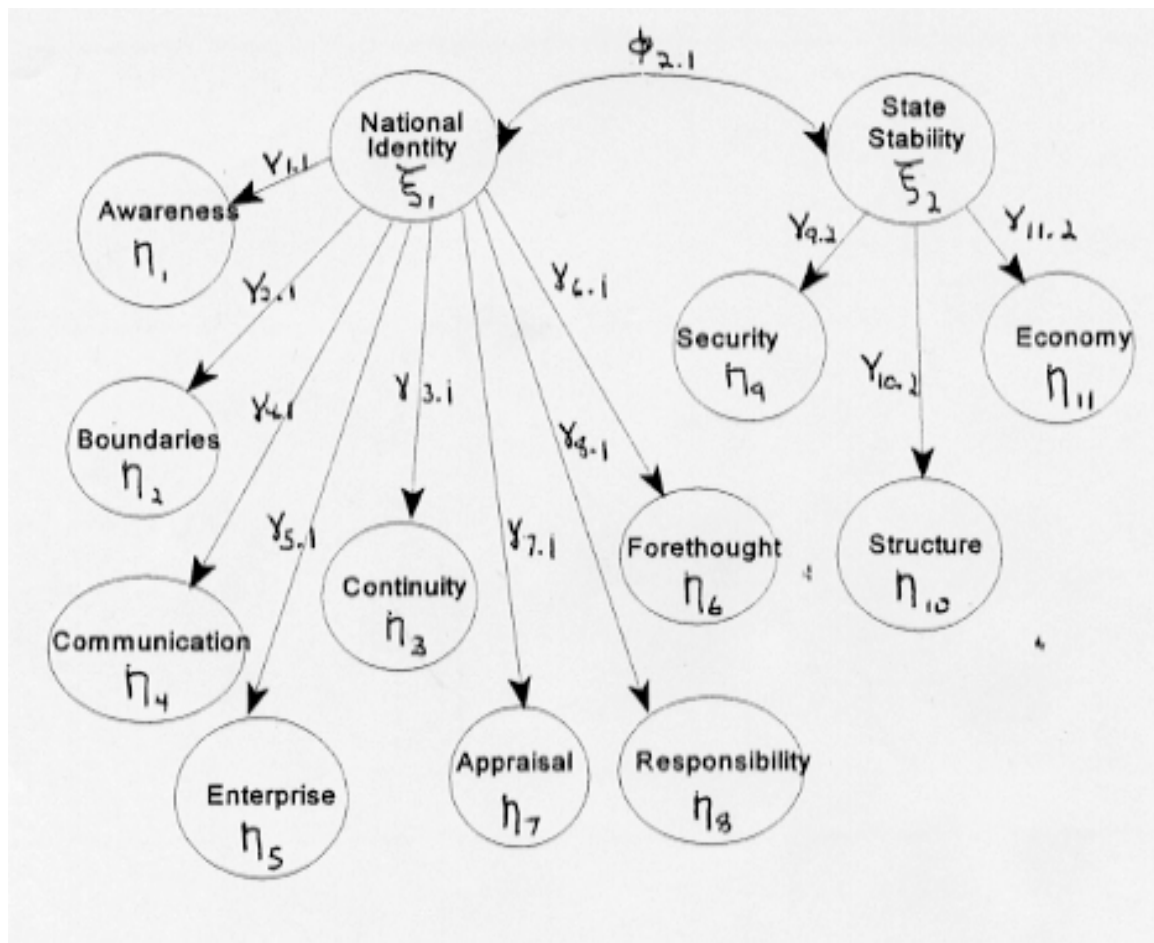 ϕ2.1
National
Identity
ξ1
State
Stability
ξ2
γ1.1
Awareness
η1
γ2.1
γ4.1
γ5.1
γ3.1
γ7.1
γ8.1
γ6.1
γ9.2
γ10.2
γ11.2
Security
η9
Economy
η11
Boundaries
η2
Communication
η4
Continuity
η3
Forethought
η6
Structure
η10
Enterprise
η5
Appraisal
η7
Responsibility
η8